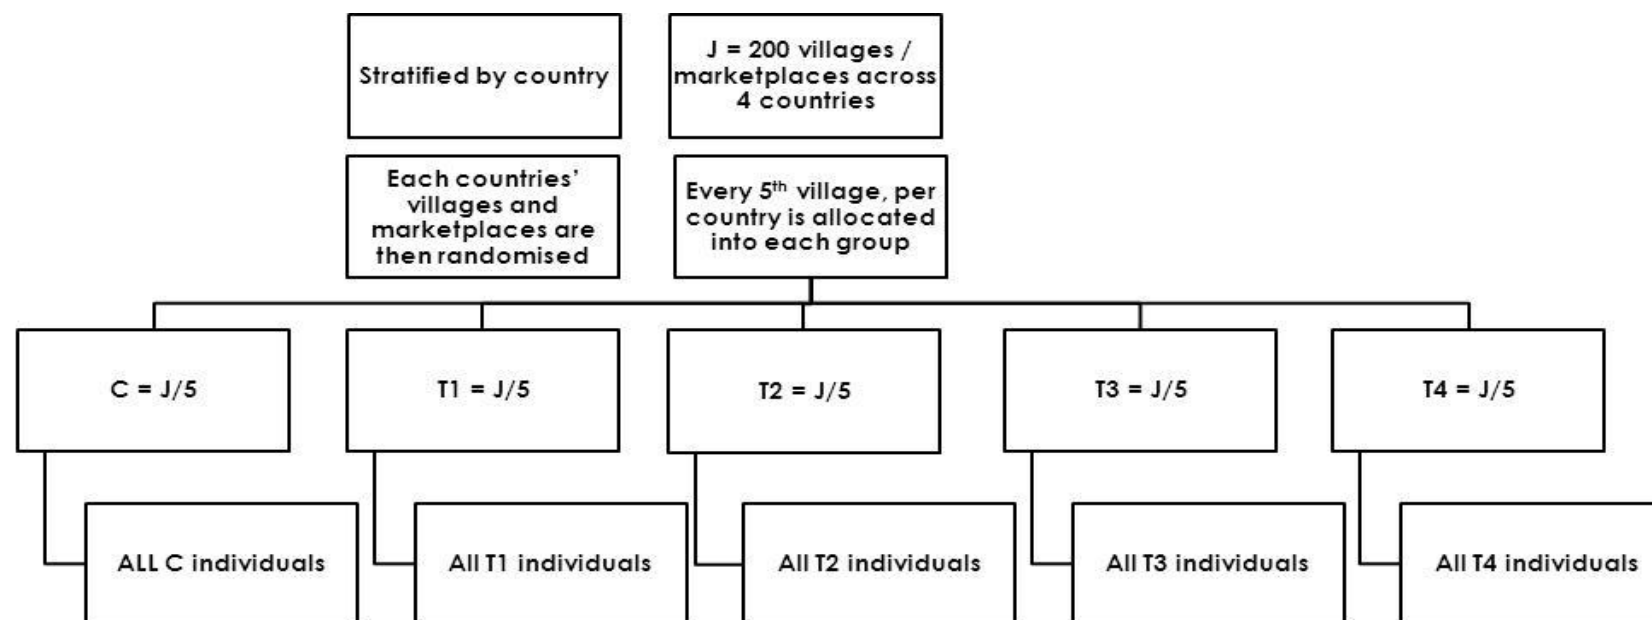 Stratified by country
J = 200 villages /
marketplaces across
4 countries
Each countries’
villages and
marketplaces are
then randomised
Every 5th village, per
country is allocated
into each group
C = J/5
T1 = J/5
T2 = J/5
T3 = J/5
T4 = J/5
ALL C individuals
All T1 individuals
All T2 individuals
All T3 individuals
All T4 individuals